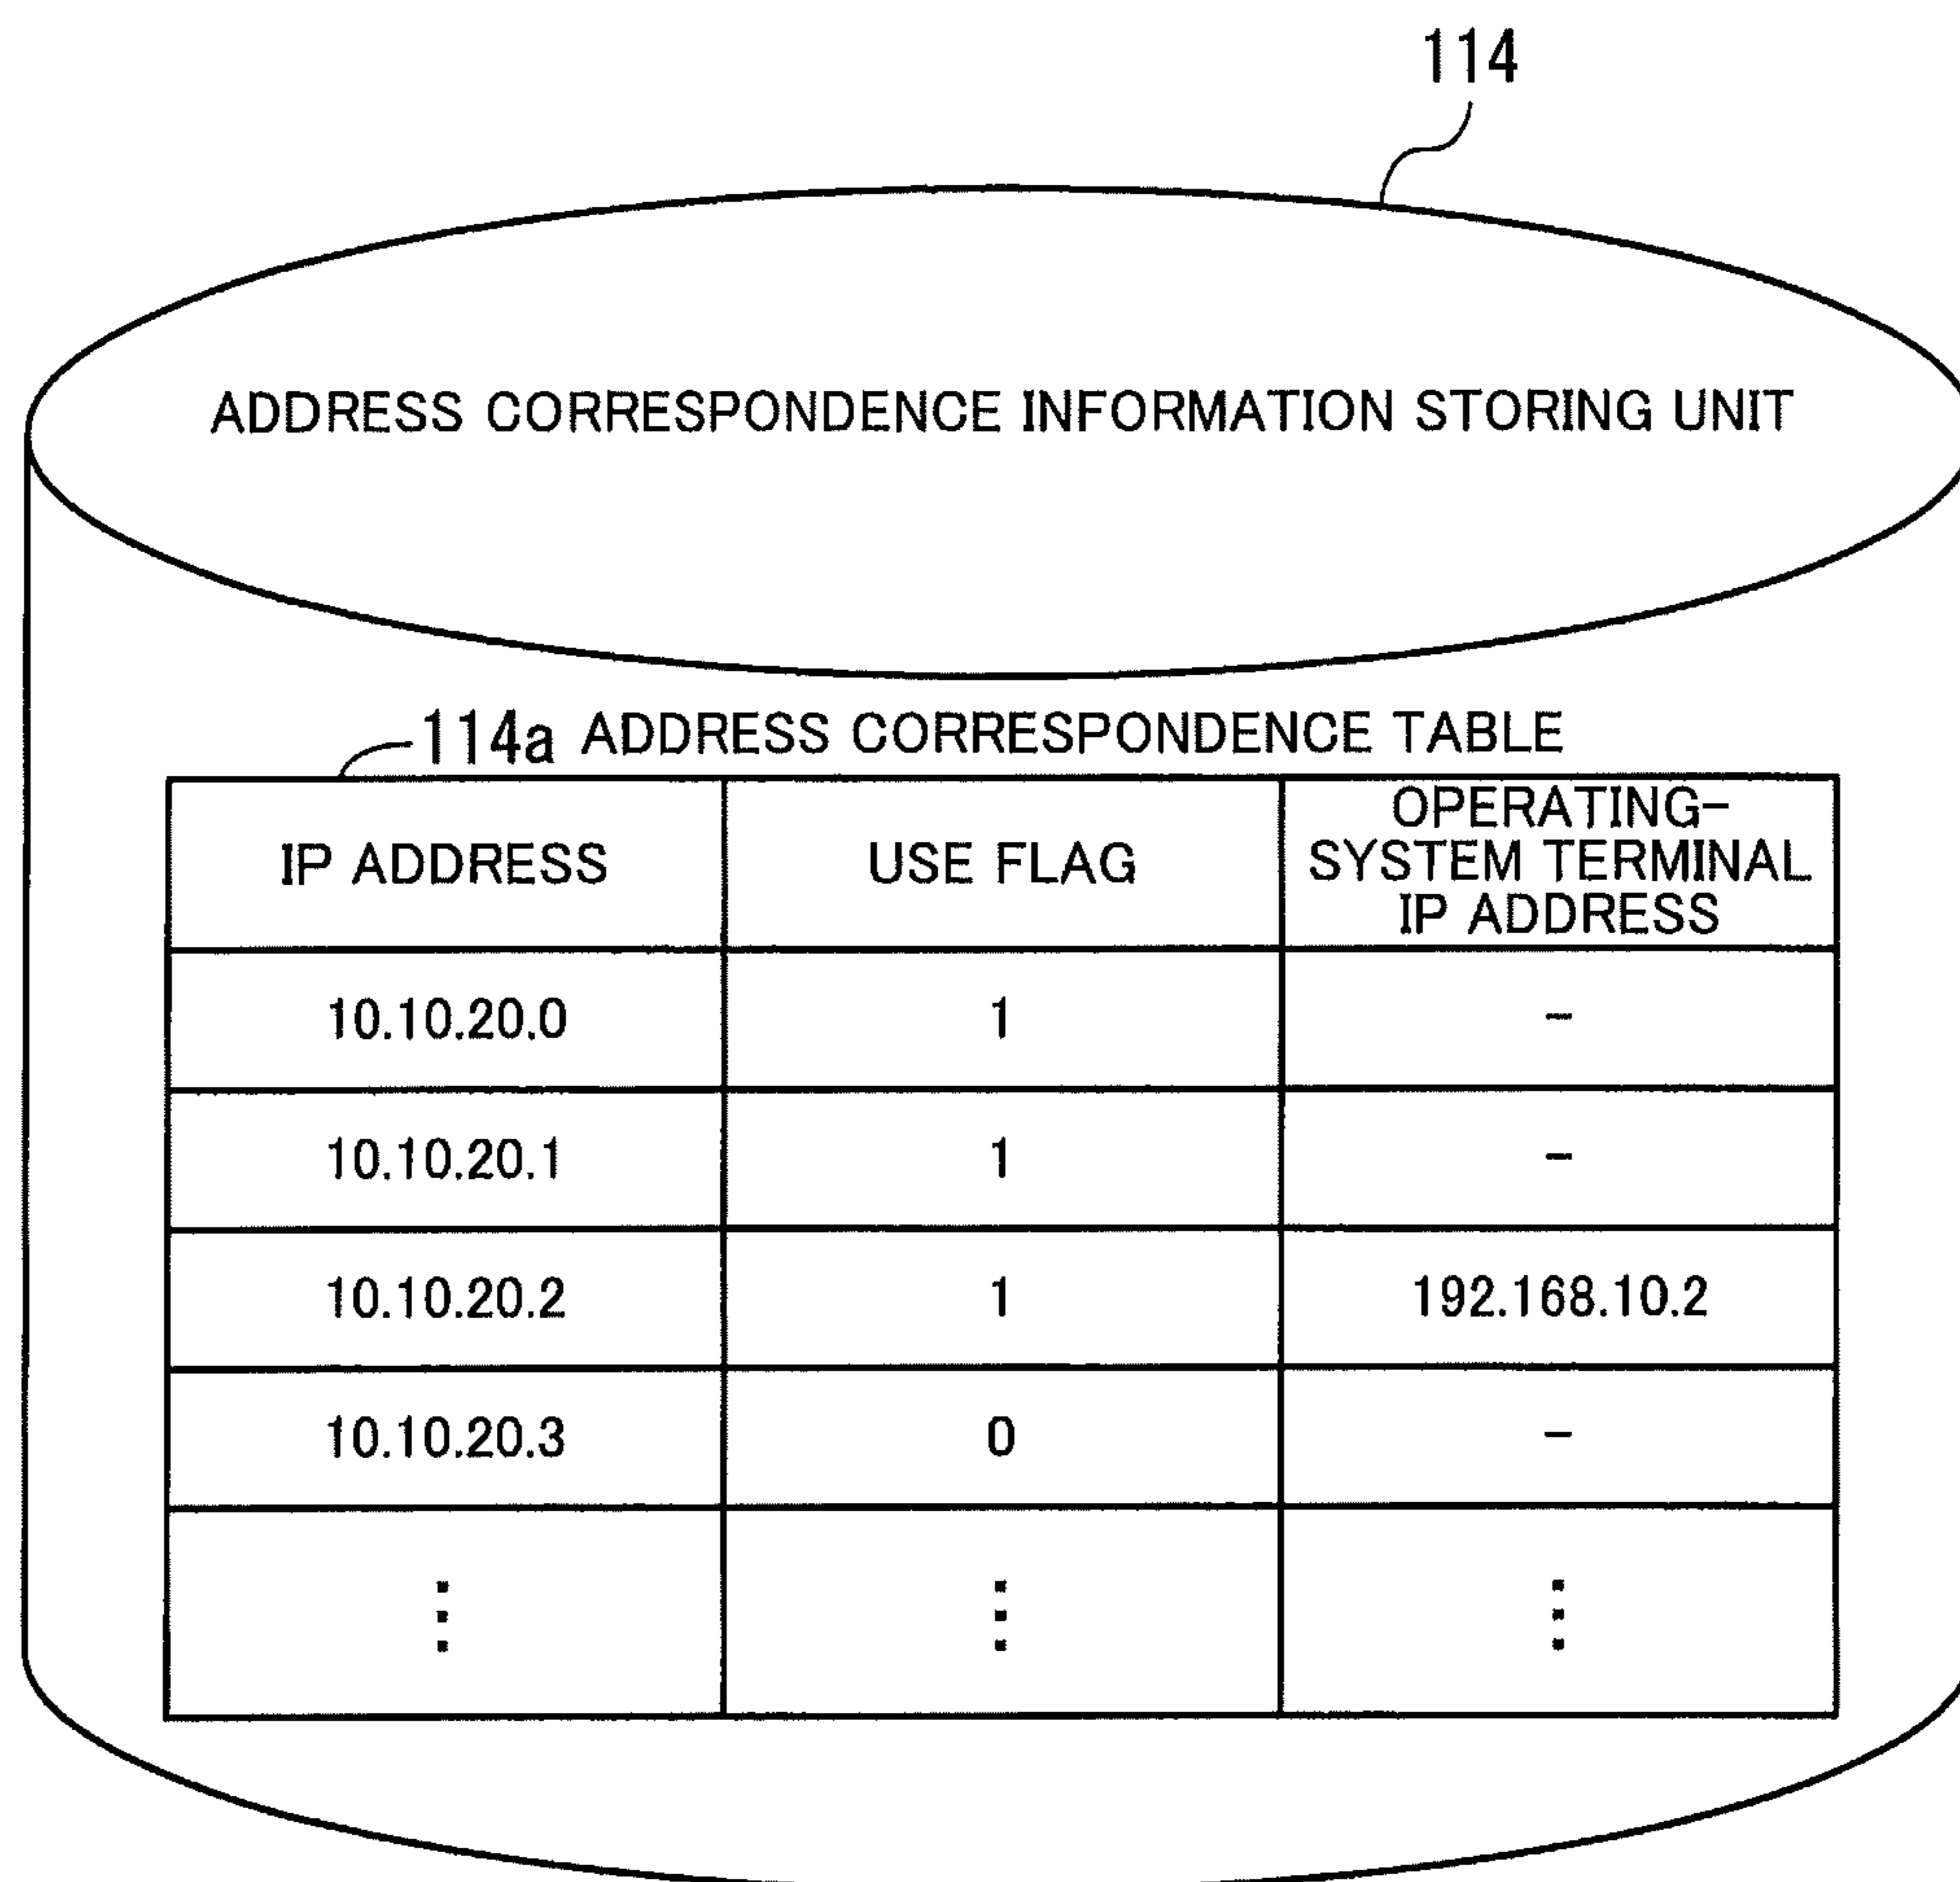 114
ADDRESS CORRESPONDENCE INFORMATION STORING UNIT
114a ADDRESS CORRESPONDENCE TABLE
IP ADDRESS
USE FLAG
OPERATING-
SYSTEM TERMINAL
IP ADDRESS
10.10.20.0 1 -
10.10.20.1 1 -
10.10.20.2 1 192.168.10.2
10.10.20.3 0 -
⋮ ⋮ ⋮